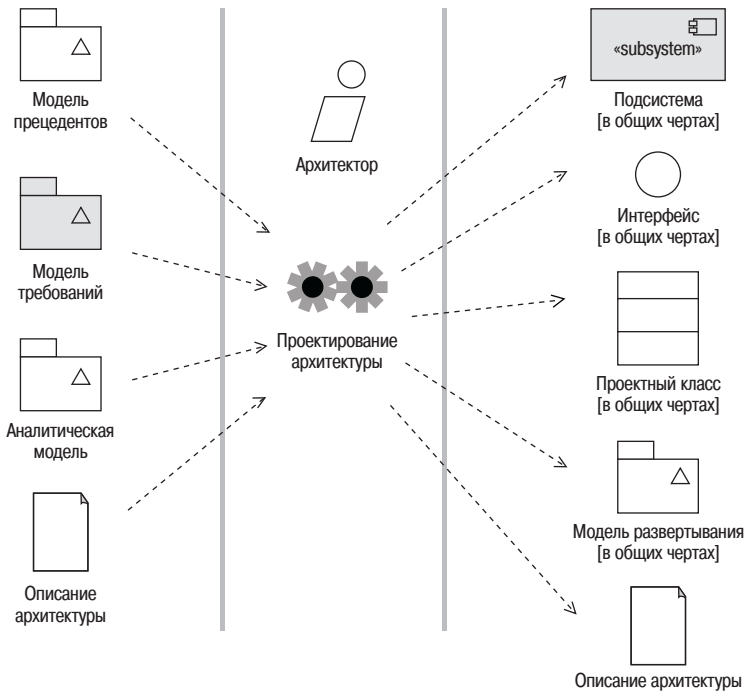 Модель
прецедентов
Модель
требований
Аналитическая
модель
Описание
архитектуры
Архитектор
Проектирование
архитектуры
«subsystem»
Подсистема
[в общих чертах]
Интерфейс
[в общих чертах]
Проектный класс
[в общих чертах]
Модель развертывания
[в общих чертах]
Описание архитектуры